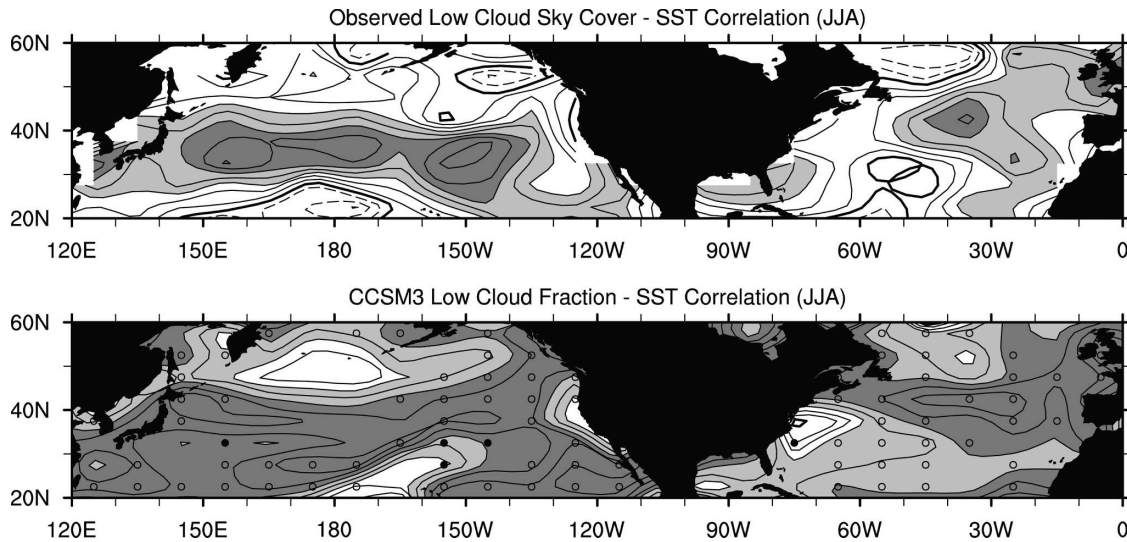 Observed Low Cloud Sky Cover - SST Correlation (JJA)
60N
40N
20N
120E 150E 180 150W 120W 90W 60W 30W 0
CCSM3 Low Cloud Fraction - SST Correlation (JJA)
60N
40N
20N
120E 150E 180 150W 120W 90W 60W 30W 0